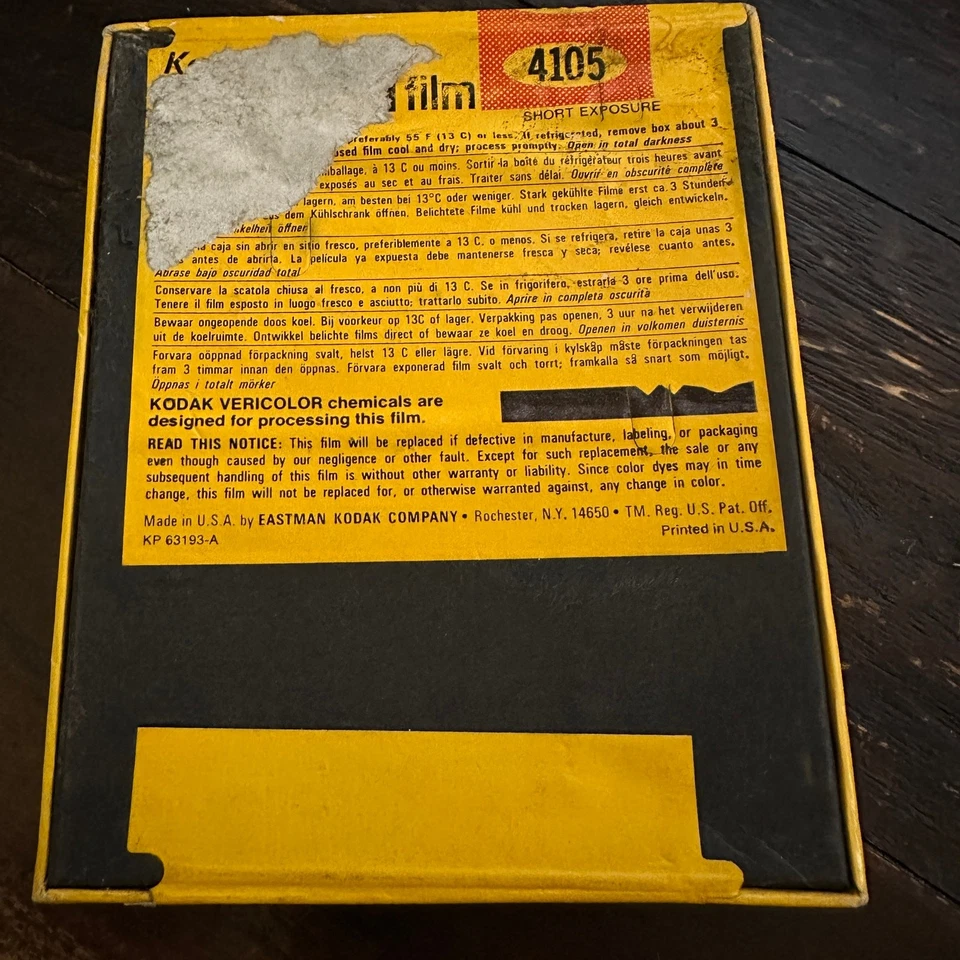 film
4105
SHORT EXPOSURE
preferably 55 F (13 C) or less. If refrigerated, remove box about 3
film cool and dry; process promptly. Open in total darkness
à 13 C ou moins. Sortir la boîte du réfrigérateur trois heures avant
exposés au sec et au frais. Traiter sans délai. Ouvrir en obscurité complète
lagern, am besten bei 13°C oder weniger. Stark gekühlte Filme erst ca. 3 Stunden
dem Kühlschrank öffnen. Belichtete Filme kühl und trocken lagern, gleich entwickeln.
öffnen
la caja sin abrir en sitio fresco, preferiblemente a 13 C. o menos. Si se refrigera, retire la caja unas 3
antes de abrirla. La película ya expuesta debe mantenerse fresca y seca; revélese cuanto antes.
Abrase bajo oscuridad total
Conservare la scatola chiusa al fresco, a non più di 13 C. Se in frigorifero, estrarla 3 ore prima dell'uso.
Tenere il film esposto in luogo fresco e asciutto; trattarlo subito. Aprire in completa oscurità
Bewaar ongeopende doos koel. Bij voorkeur op 13C of lager. Verpakking pas openen, 3 uur na het verwijderen
uit de koelruimte. Ontwikkel belichte films direct of bewaar ze koel en droog. Openen in volkomen duisternis
Förvara oöppnad förpackning svalt, helst 13 C eller lägre. Vid förvaring i kylskåp måste förpackningen tas
fram 3 timmar innan den öppnas. Förvara exponerad film svalt och torrt; framkalla så snart som möjligt.
Öppnas i totalt mörker
KODAK VERICOLOR chemicals are
designed for processing this film.
READ THIS NOTICE: This film will be replaced if defective in manufacture, labeling, or packaging
even though caused by our negligence or other fault. Except for such replacement, the sale or any
subsequent handling of this film is without other warranty or liability. Since color dyes may in time
change, this film will not be replaced for, or otherwise warranted against, any change in color.
Made in U.S.A. by EASTMAN KODAK COMPANY • Rochester, N.Y. 14650 • TM. Reg. U.S. Pat. Off.
KP 63193-A
Printed in U.S.A.